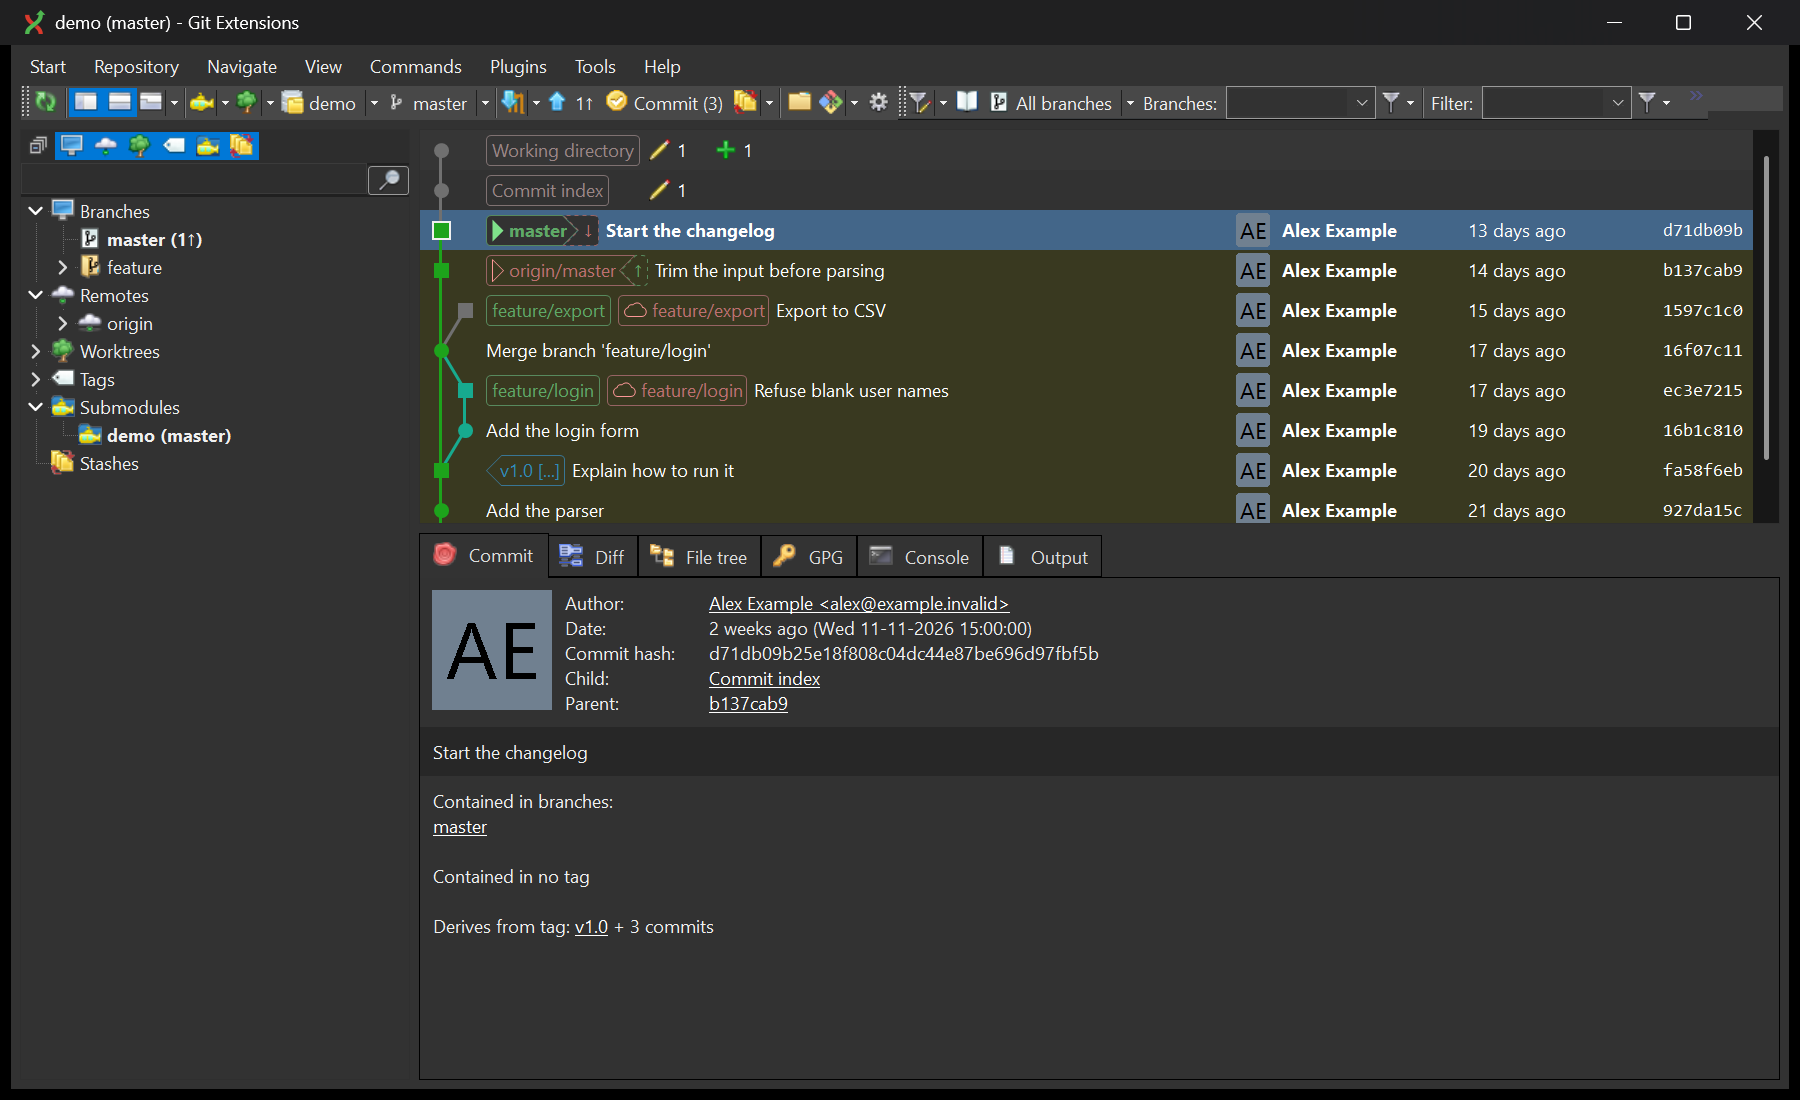 demo (master) - Git Extensions
Start Repository Navigate View Commands Plugins Tools Help
demo master 1↑ Commit (3) All branches Branches: Filter: »
Working directory 1 1
Commit index 1
master ↓ Start the changelog AE Alex Example 13 days ago d71db09b
origin/master ↑ Trim the input before parsing AE Alex Example 14 days ago b137cab9
feature/export feature/export Export to CSV AE Alex Example 15 days ago 1597c1c0
Merge branch 'feature/login' AE Alex Example 17 days ago 16f07c11
feature/login feature/login Refuse blank user names AE Alex Example 17 days ago ec3e7215
Add the login form AE Alex Example 19 days ago 16b1c810
v1.0 [...] Explain how to run it AE Alex Example 20 days ago fa58f6eb
Add the parser AE Alex Example 21 days ago 927da15c
Branches
master (1↑)
feature
Remotes
origin
Worktrees
Tags
Submodules
demo (master)
Stashes
Commit Diff File tree GPG Console Output
AE
Author: Alex Example <alex@example.invalid>
Date: 2 weeks ago (Wed 11-11-2026 15:00:00)
Commit hash: d71db09b25e18f808c04dc44e87be696d97fbf5b
Child: Commit index
Parent: b137cab9
Start the changelog
Contained in branches:
master
Contained in no tag
Derives from tag: v1.0 + 3 commits